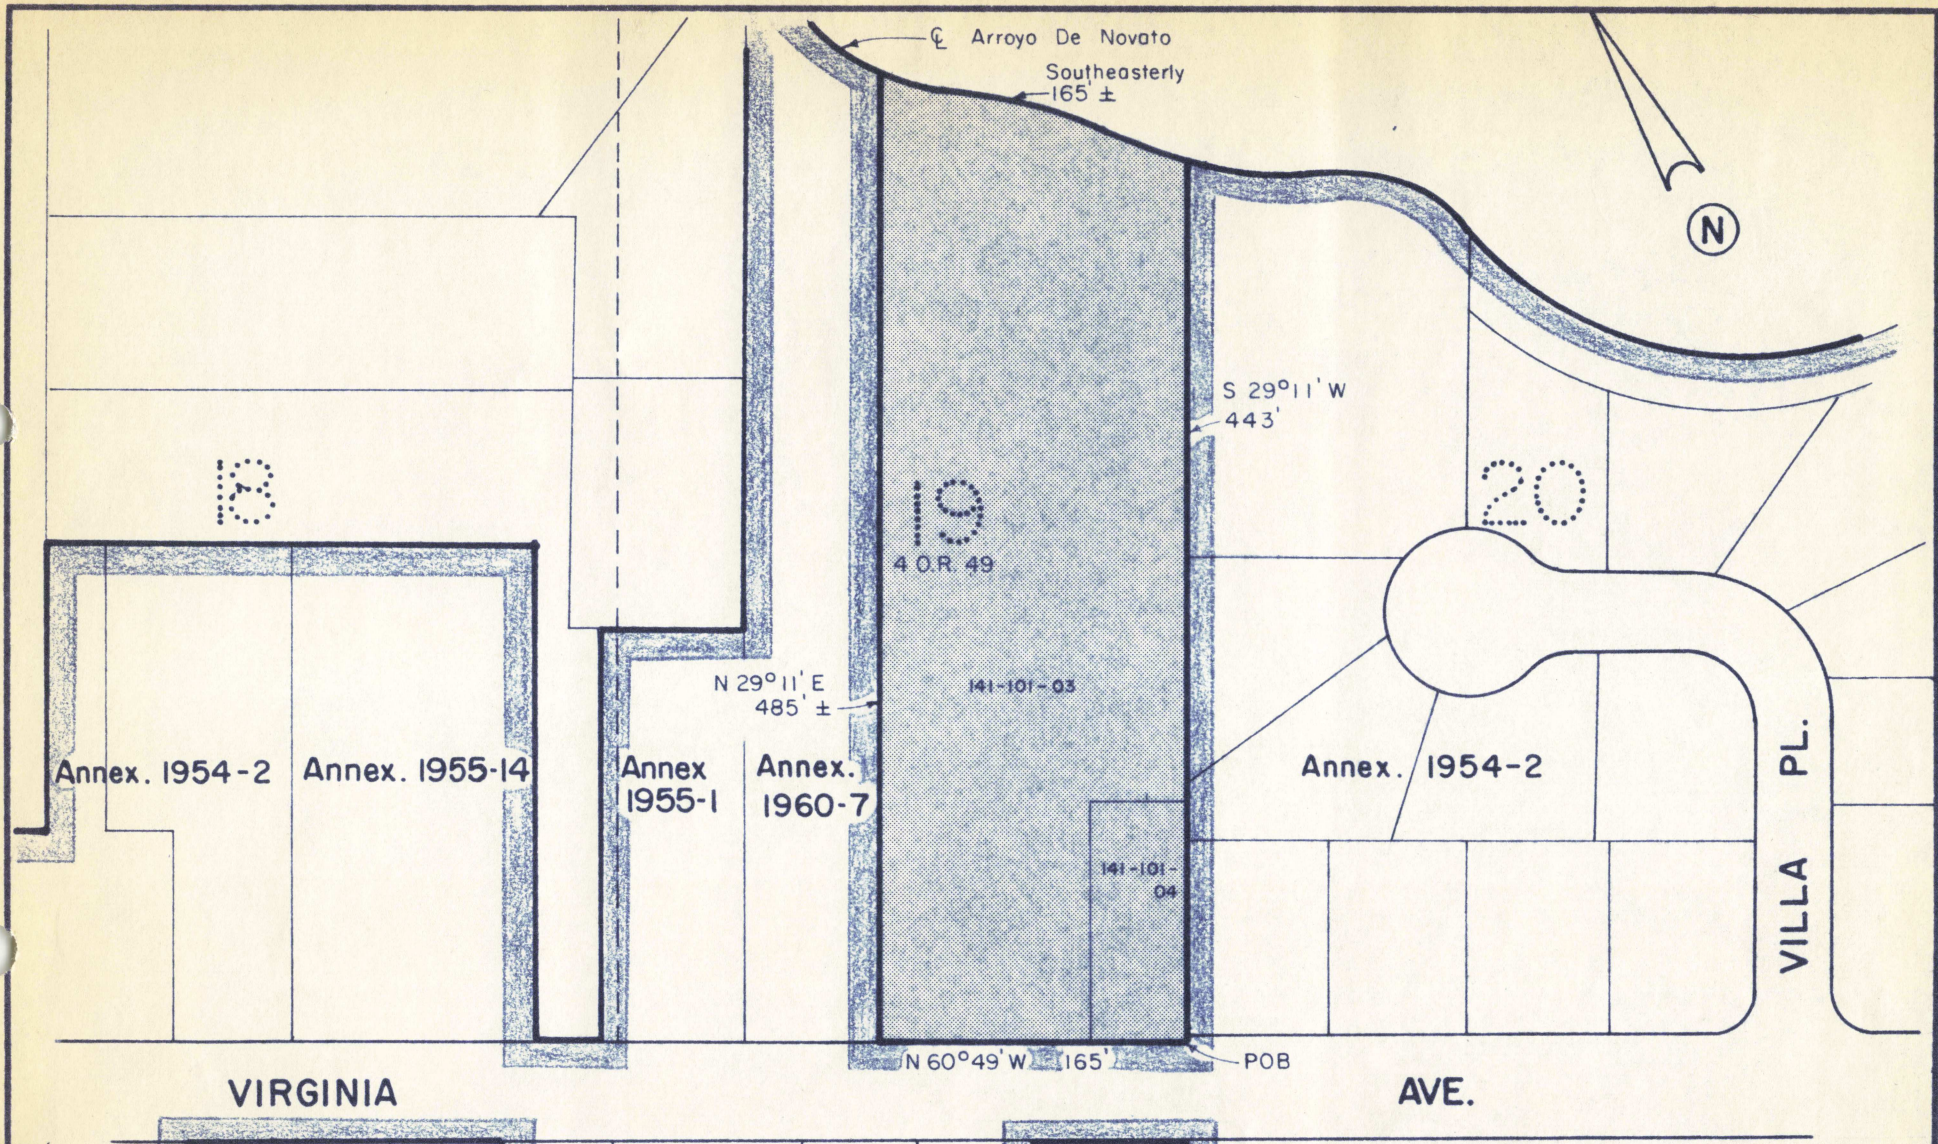 ℄ Arroyo De Novato
Southeasterly
165' ±
N
S 29°11' W
443'
18
19
20
4 O.R. 49
N 29°11' E
485' ±
141-101-03
Annex. 1954-2
Annex. 1955-14
Annex
1955-1
Annex.
1960-7
Annex. 1954-2
VILLA PL.
141-101-
04
N 60°49' W 165'
POB
VIRGINIA
AVE.